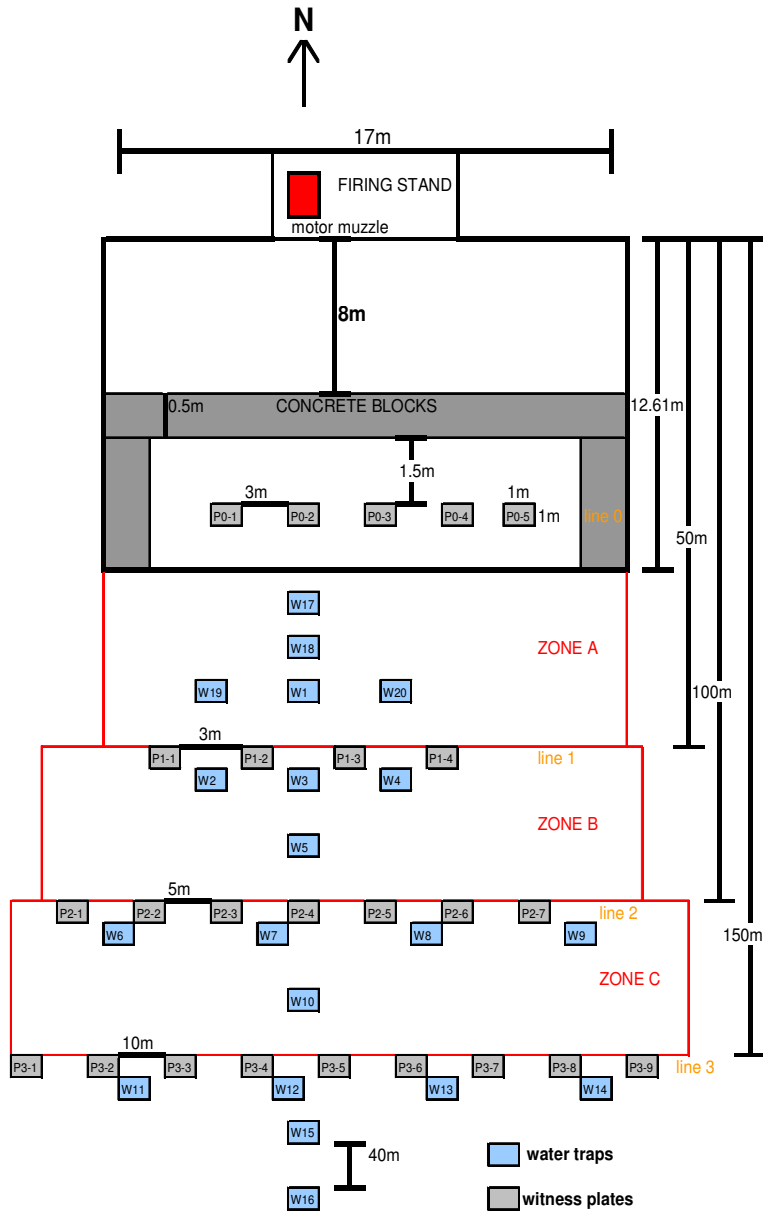 N
17m
FIRING STAND
motor muzzle
8m
0.5m
CONCRETE BLOCKS
12.61m
1.5m
3m
1m
P0-1 P0-2 P0-3 P0-4 P0-5 1m line 0
50m
W17
W18 ZONE A
W19 W1 W20
100m
3m
P1-1 P1-2 P1-3 P1-4 line 1
W2 W3 W4
ZONE B
W5
5m
P2-1 P2-2 P2-3 P2-4 P2-5 P2-6 P2-7 line 2
W6 W7 W8 W9
150m
ZONE C
W10
10m
P3-1 P3-2 P3-3 P3-4 P3-5 P3-6 P3-7 P3-8 P3-9 line 3
W11 W12 W13 W14
W15
40m
water traps
W16
witness plates